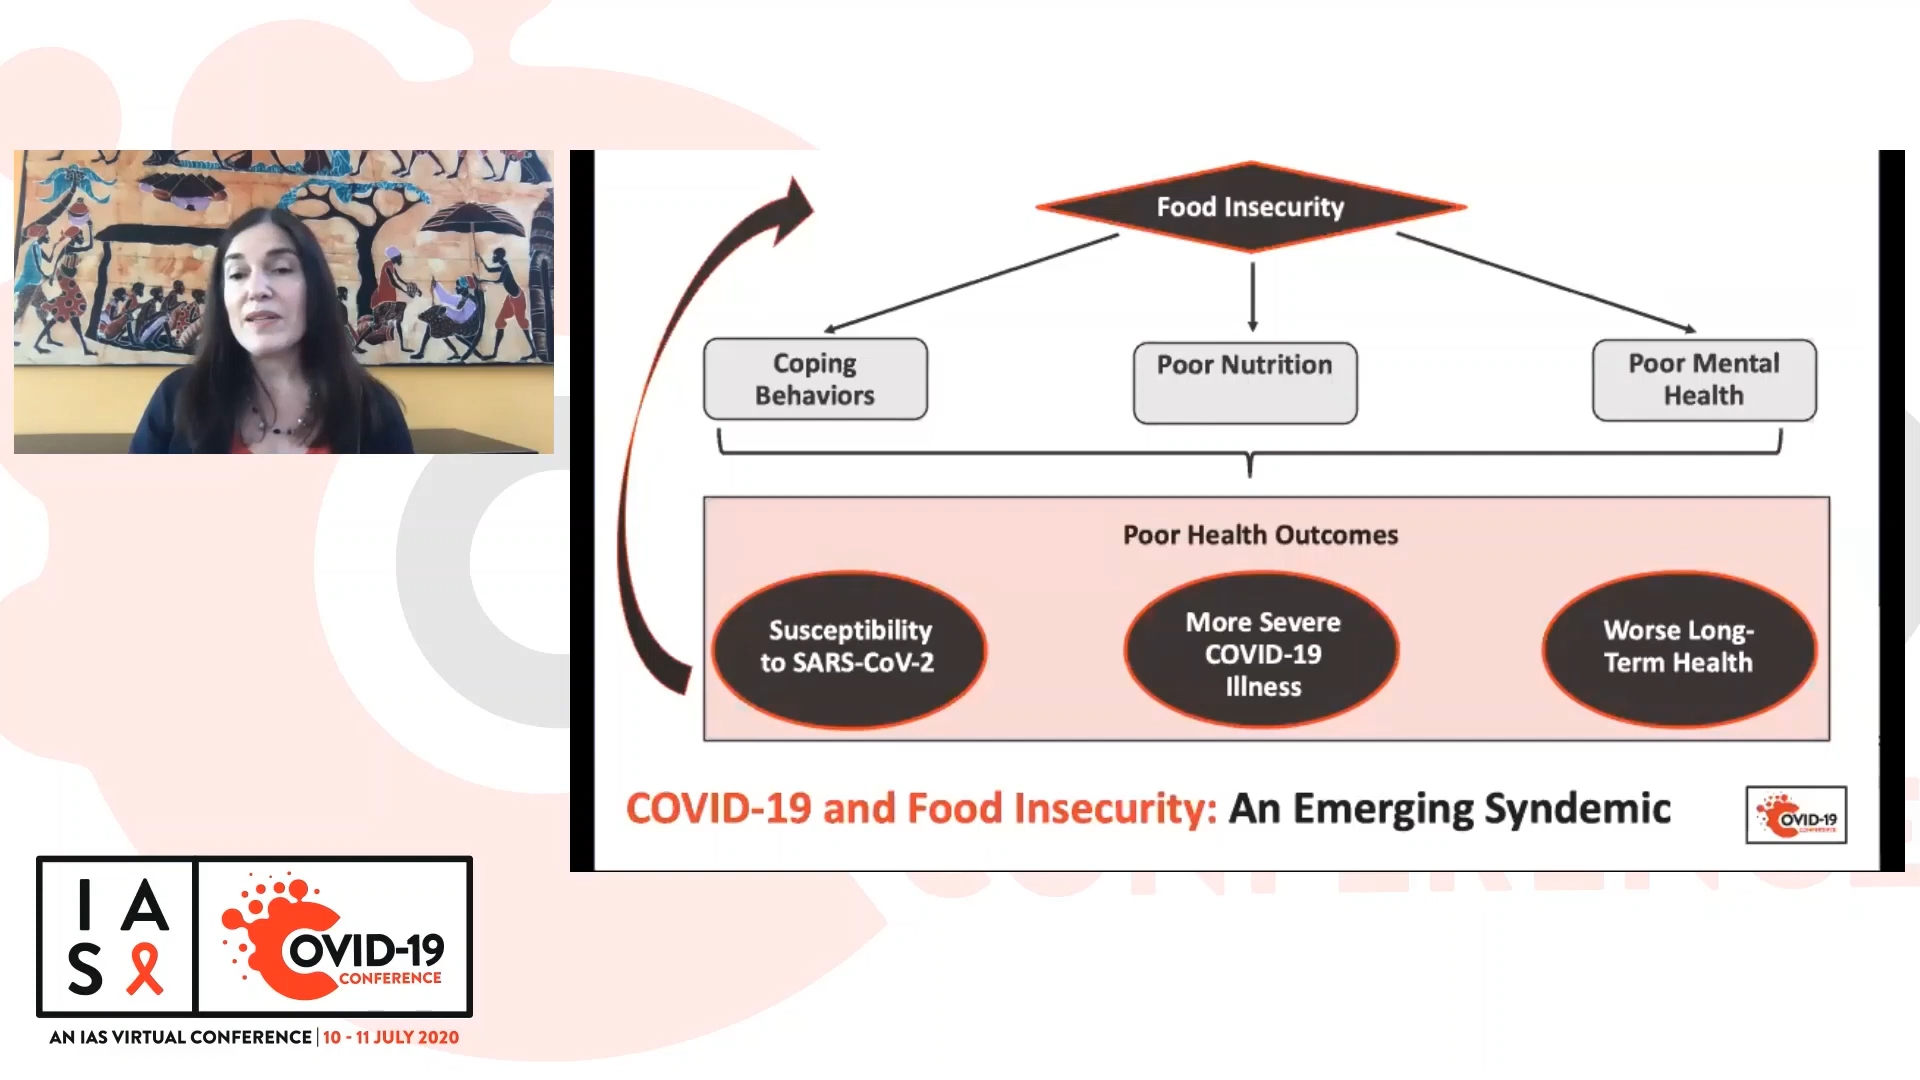 Food Insecurity
Coping
Behaviors
Poor Nutrition
Poor Mental
Health
Poor Health Outcomes
Susceptibility
to SARS-CoV-2
More Severe
COVID-19
Illness
Worse Long-
Term Health
COVID-19 and Food Insecurity: An Emerging Syndemic
OVID-19
CONFERENCE
I A
S
OVID-19
CONFERENCE
AN IAS VIRTUAL CONFERENCE | 10 - 11 JULY 2020
CONFERENCE